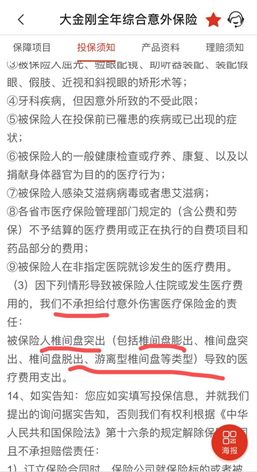 大金刚全年综合意外保险
保障项目 投保须知 产品资料 理赔须知
③被保险人屈光、验眼配镜、助听器装配、装配假
眼、假肢、近视和斜视眼的矫形术等；
④牙科疾病，但因意外所致的不受此限；
⑤被保险人在投保前已罹患的疾病或已出现的症
状；
⑥被保险人的一般健康检查或疗养、康复、以及以
捐献身体器官为目的的医疗行为；
⑦被保险人感染艾滋病病毒或者患艾滋病；
⑧各省市医疗保险管理部门规定的（含公费和劳
保）不予结算的医疗费用或正在执行的自费项目和
药品部分的费用；
⑨被保险人在非指定医院就诊发生的医疗费用。
（3）因下列情形导致被保险人住院或发生医疗费
用的，我们不承担给付意外伤害医疗保险金的责
任：
被保险人椎间盘突出（包括椎间盘膨出、椎间盘突
出、椎间盘脱出、游离型椎间盘等类型）导致的医
疗费用支出。
14、如实告知：您应如实填写投保信息，并就我们
提出的询问据实告知，否则我们有权利根据《中华
人民共和国保险法》第十六条的规定解除保
且不承担赔偿责任：
1）订立保险合同时，保险公司就保险标的或者被
海报